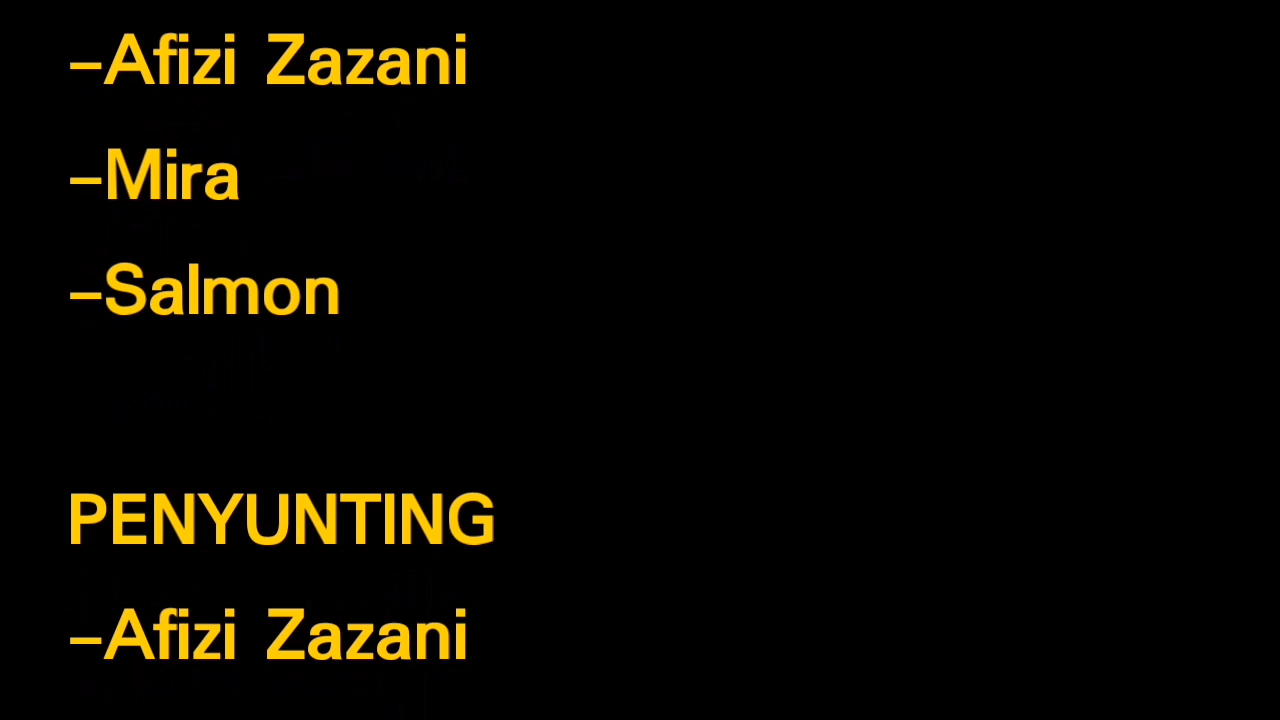 -Afizi Zazani
-Mira
-Salmon
PENYUNTING
-Afizi Zazani